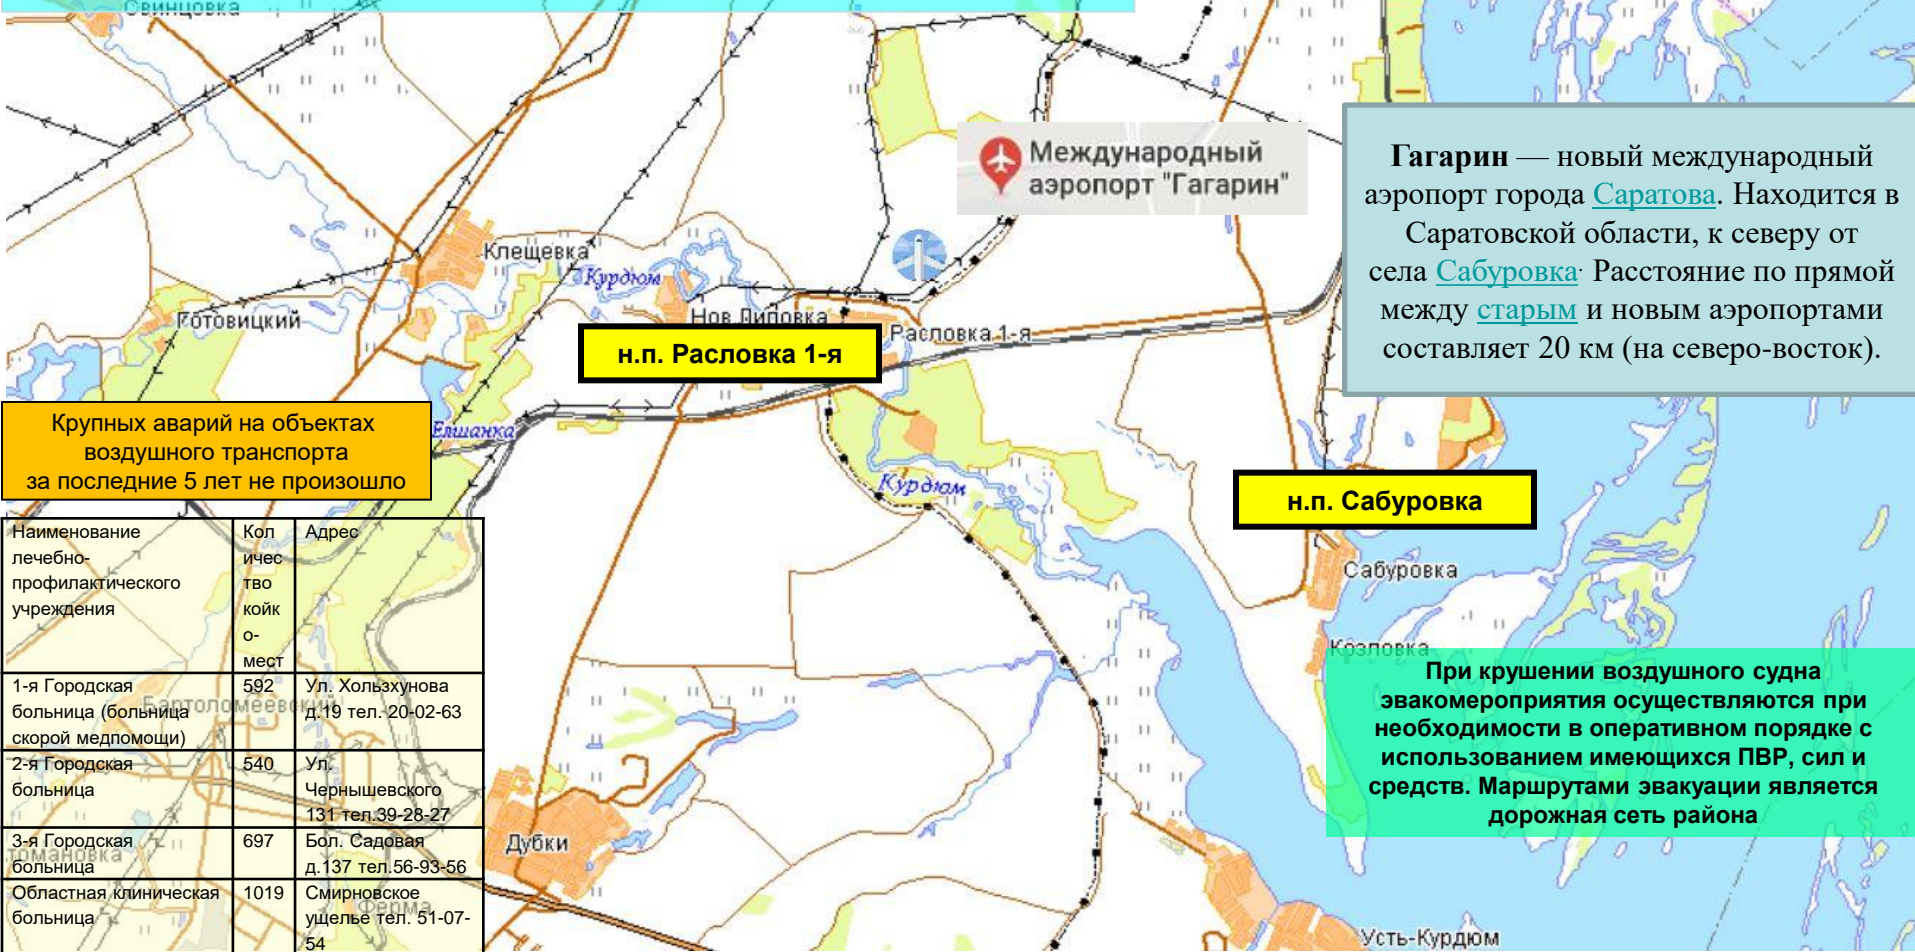 Свинцовка
Международный
аэропорт "Гагарин"
Гагарин — новый международный
аэропорт города Саратова. Находится в
Саратовской области, к северу от
села Сабуровка. Расстояние по прямой
между старым и новым аэропортами
составляет 20 км (на северо-восток).
Клещевка
Курдюм
Готовицкий
Нов.Липовка
Расловка 1-я
н.п. Расловка 1-я
Крупных аварий на объектах
воздушного транспорта
за последние 5 лет не произошло
Елшанка
Курдюм
н.п. Сабуровка
Сабуровка
Козловка
При крушении воздушного судна
эвакомероприятия осуществляются при
необходимости в оперативном порядке с
использованием имеющихся ПВР, сил и
средств. Маршрутами эвакуации является
дорожная сеть района
Наименование
лечебно-
профилактического
учреждения
Кол
ичес
тво
койк
о-
мест
Адрес
1-я Городская
больница (больница
скорой медпомощи)
592
Ул. Хользхунова
д.19 тел. 20-02-63
Бартоломеевский
2-я Городская
больница
540
Ул.
Чернышевского
131 тел.39-28-27
3-я Городская
больница
697
Бол. Садовая
д.137 тел.56-93-56
томановка
Областная клиническая
больница
1019
Смирновское
ущелье тел. 51-07-
54
Ферма
Дубки
Усть-Курдюм